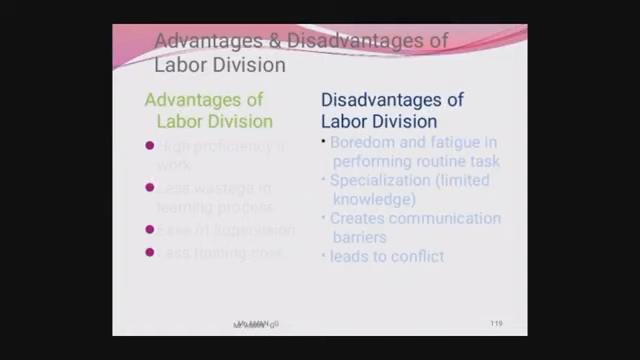 Advantages & Disadvantages of
Labor Division
Advantages of
Labor Division
High proficiency
work
Less wastage in
learning process
Ease of supervision
Less training cost
Disadvantages of
Labor Division
Boredom and fatigue in
performing routine task
Specialization (limited
knowledge)
Creates communication
barriers
leads to conflict
Mr. AMAN . G
119